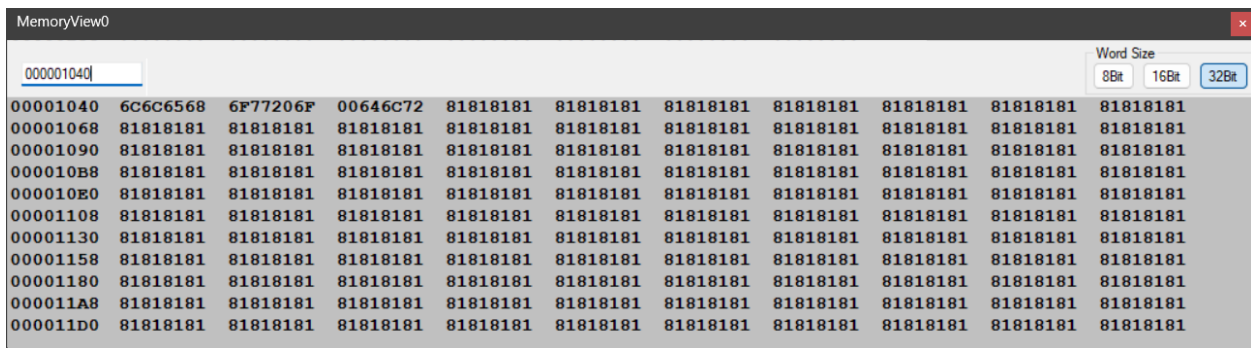 MemoryView0
Word Size
000001040 8Bit 16Bit 32Bit
00001040 6C6C6568 6F77206F 00646C72 81818181 81818181 81818181 81818181 81818181 81818181 81818181
00001068 81818181 81818181 81818181 81818181 81818181 81818181 81818181 81818181 81818181 81818181
00001090 81818181 81818181 81818181 81818181 81818181 81818181 81818181 81818181 81818181 81818181
000010B8 81818181 81818181 81818181 81818181 81818181 81818181 81818181 81818181 81818181 81818181
000010E0 81818181 81818181 81818181 81818181 81818181 81818181 81818181 81818181 81818181 81818181
00001108 81818181 81818181 81818181 81818181 81818181 81818181 81818181 81818181 81818181 81818181
00001130 81818181 81818181 81818181 81818181 81818181 81818181 81818181 81818181 81818181 81818181
00001158 81818181 81818181 81818181 81818181 81818181 81818181 81818181 81818181 81818181 81818181
00001180 81818181 81818181 81818181 81818181 81818181 81818181 81818181 81818181 81818181 81818181
000011A8 81818181 81818181 81818181 81818181 81818181 81818181 81818181 81818181 81818181 81818181
000011D0 81818181 81818181 81818181 81818181 81818181 81818181 81818181 81818181 81818181 81818181